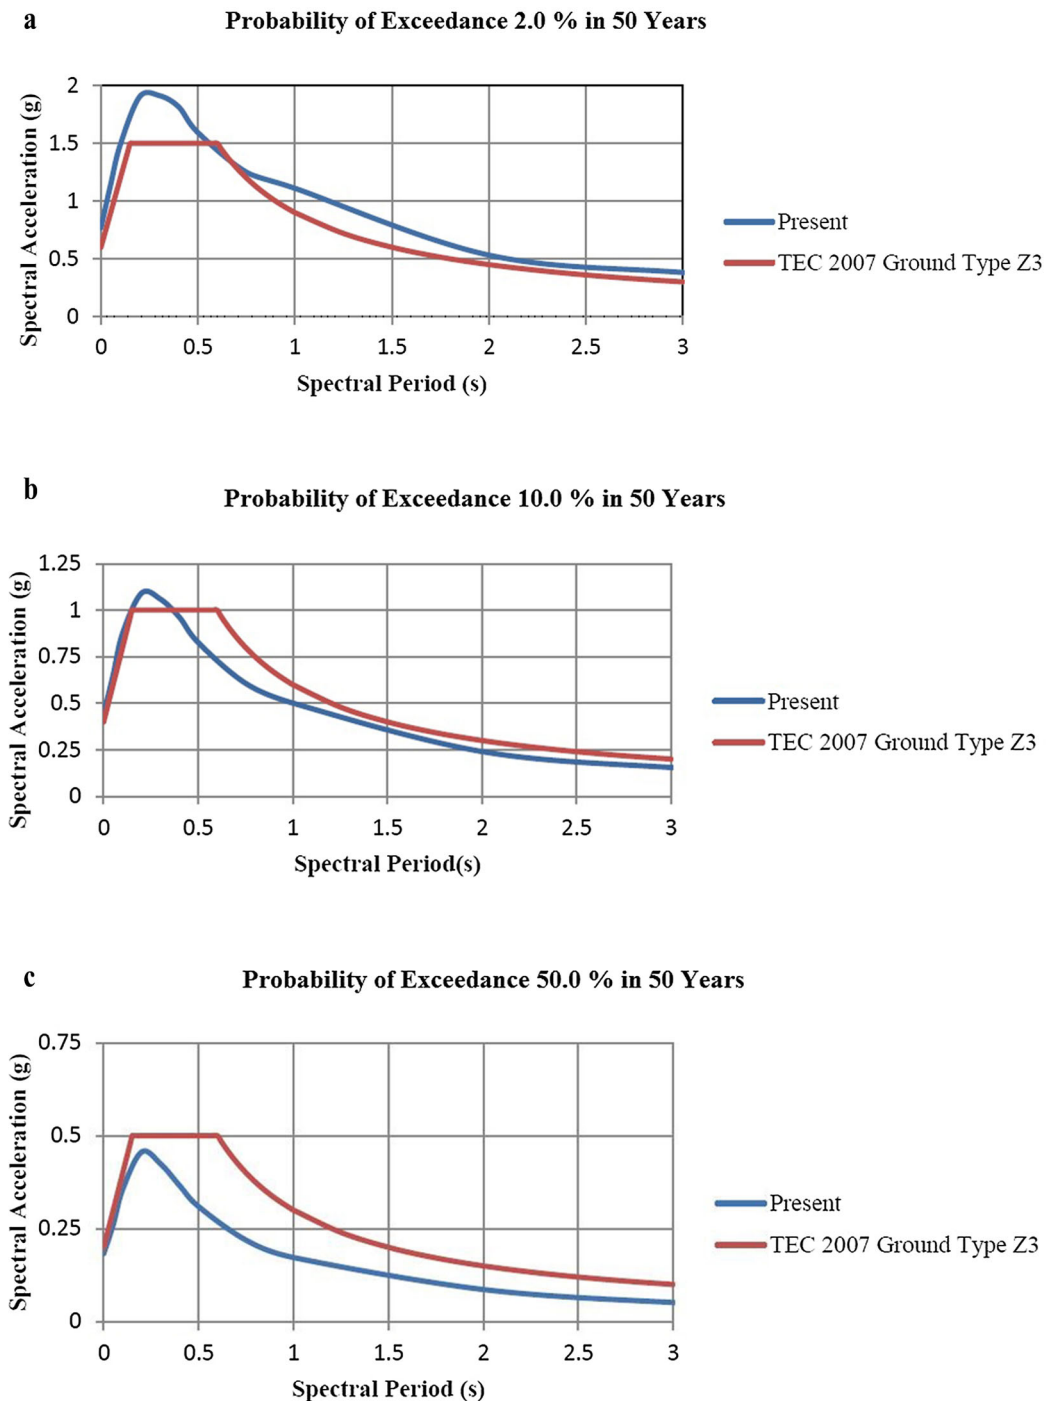 a
Probability of Exceedance 2.0 % in 50 Years
Spectral Acceleration (g)
2
1.5
1
0.5
0
0 0.5 1 1.5 2 2.5 3
Spectral Period (s)
Present
TEC 2007 Ground Type Z3
b
Probability of Exceedance 10.0 % in 50 Years
Spectral Acceleration (g)
1.25
1
0.75
0.5
0.25
0
0 0.5 1 1.5 2 2.5 3
Spectral Period(s)
Present
TEC 2007 Ground Type Z3
c
Probability of Exceedance 50.0 % in 50 Years
Spectral Acceleration (g)
0.75
0.5
0.25
0
0 0.5 1 1.5 2 2.5 3
Spectral Period (s)
Present
TEC 2007 Ground Type Z3